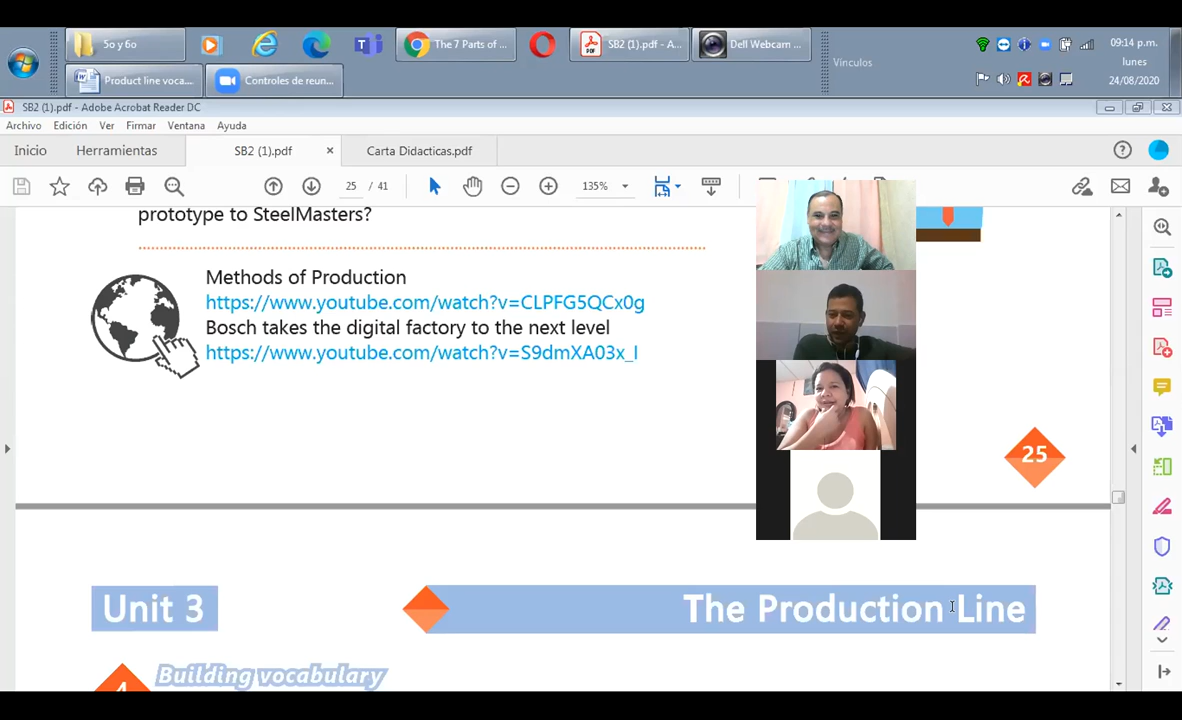 5o y 6o
The 7 Parts of ...
SB2 (1).pdf - A...
Dell Webcam ...
Product line voca...
Controles de reun...
Vínculos
09:14 p.m.
lunes
24/08/2020
SB2 (1).pdf - Adobe Acrobat Reader DC
Archivo Edición Ver Firmar Ventana Ayuda
Inicio Herramientas SB2 (1).pdf × Carta Didacticas.pdf
25 / 41 135%
prototype to SteelMasters?
Methods of Production
https://www.youtube.com/watch?v=CLPFG5QCx0g
Bosch takes the digital factory to the next level
https://www.youtube.com/watch?v=S9dmXA03x_I
25
Unit 3 The Production Line
4 Building vocabulary